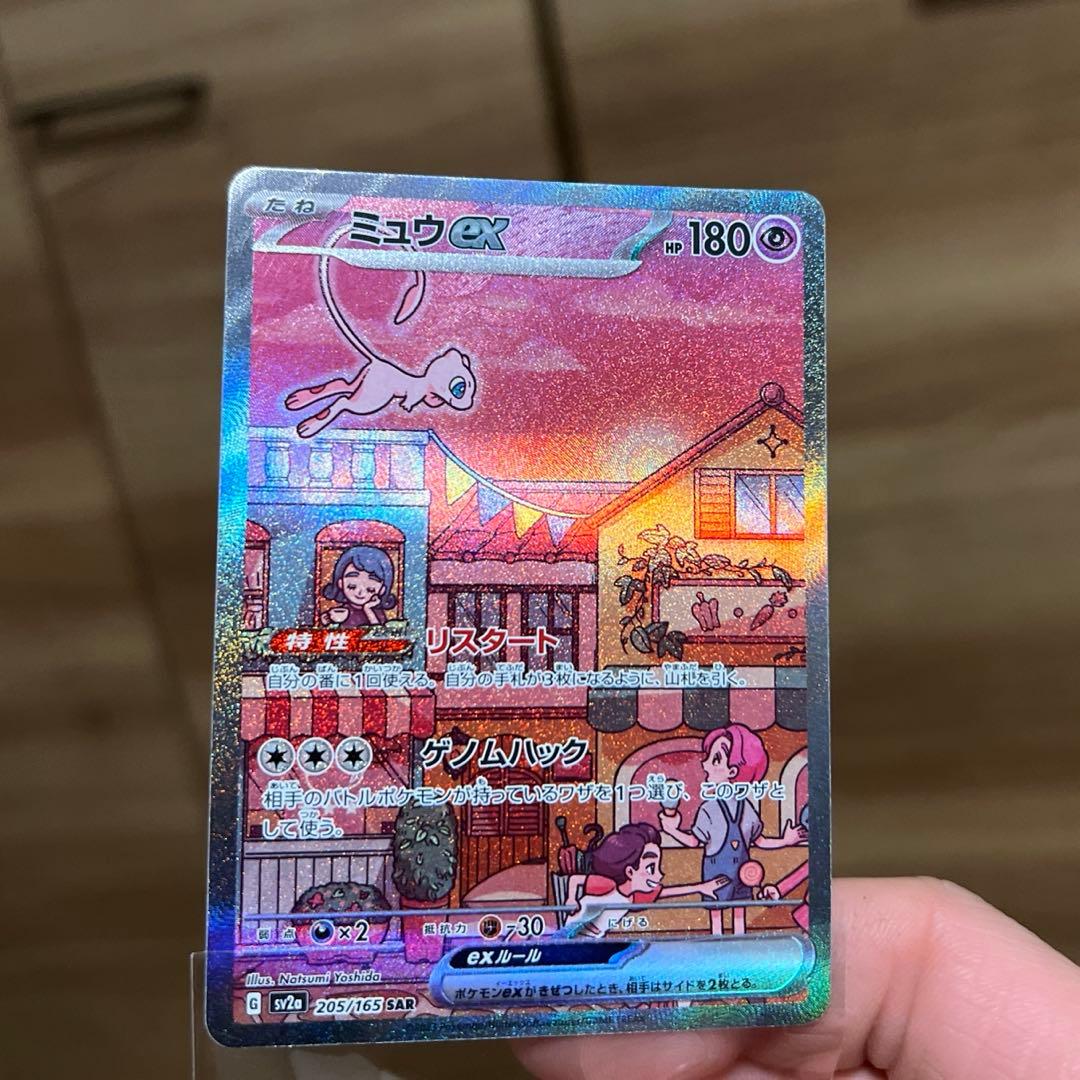 たね
ミュウex
HP 180
特性 リスタート
自分の番に1回使える。自分の手札が3枚になるように、山札を引く。
ゲノムハック
相手のバトルポケモンが持っているワザを1つ選び、このワザと
して使う。
弱点 ×2 抵抗力 -30 にげる
exルール
ポケモンexがきぜつしたとき、相手はサイドを2枚とる。
Illus. Natsumi Yoshida
G sv2a 205/165 SAR